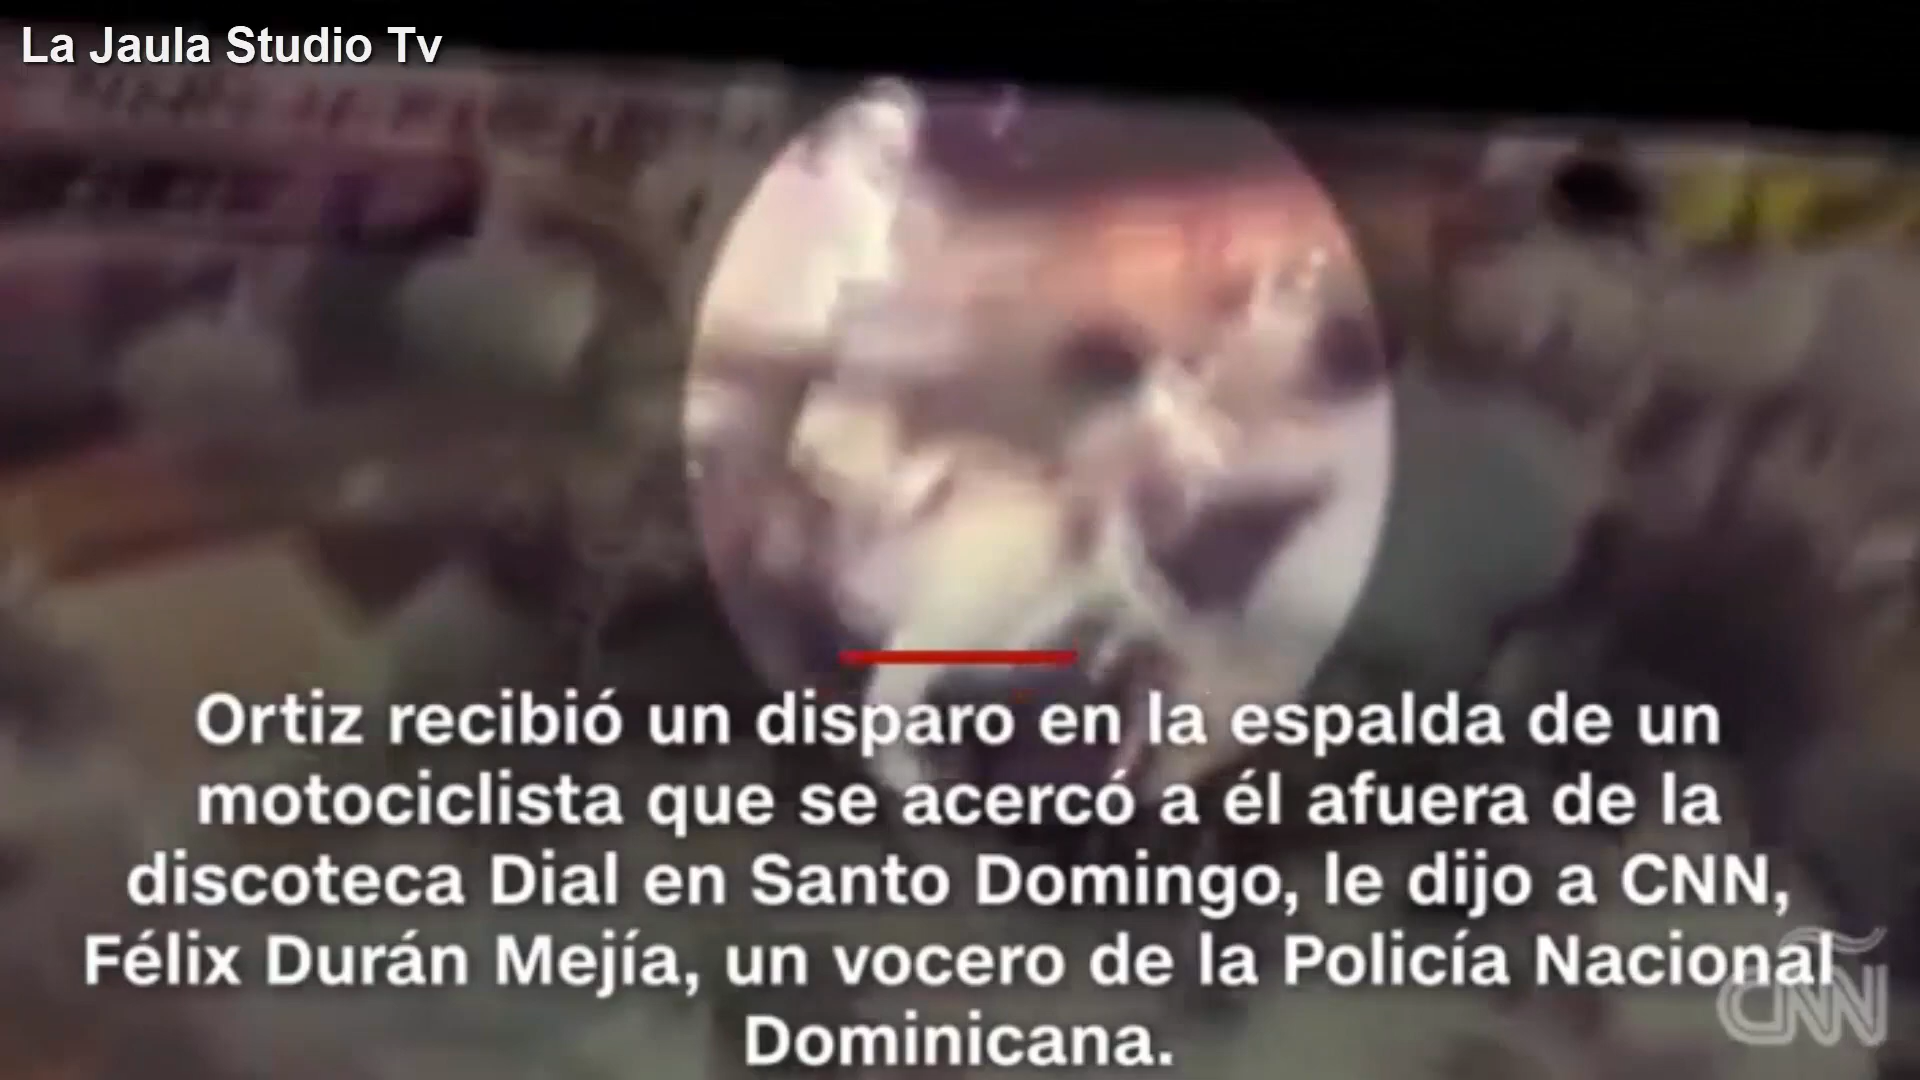 La Jaula Studio Tv
Ortiz recibió un disparo en la espalda de un
motociclista que se acercó a él afuera de la
discoteca Dial en Santo Domingo, le dijo a CNN,
Félix Durán Mejía, un vocero de la Policía Nacional
Dominicana.
CNN